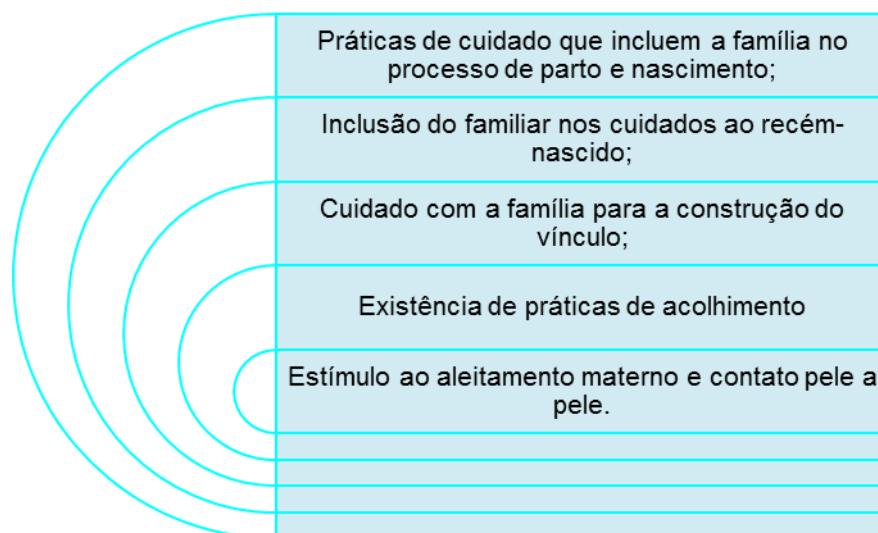 Práticas de cuidado que incluem a família no
processo de parto e nascimento;
Inclusão do familiar nos cuidados ao recém-
nascido;
Cuidado com a família para a construção do
vínculo;
Existência de práticas de acolhimento
Estímulo ao aleitamento materno e contato pele a
pele.